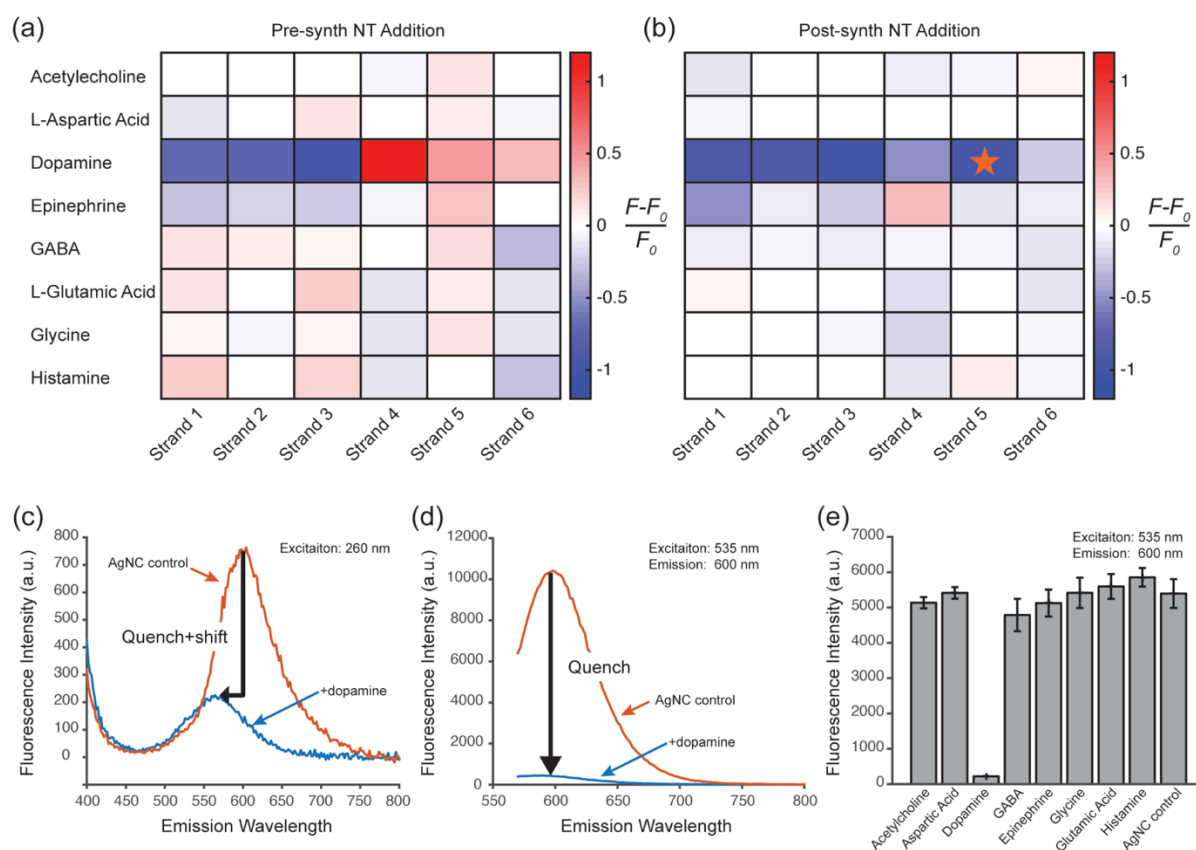 (a)
Pre-synth NT Addition
Acetylecholine
L-Aspartic Acid
Dopamine
Epinephrine
GABA
L-Glutamic Acid
Glycine
Histamine
Strand 1
Strand 2
Strand 3
Strand 4
Strand 5
Strand 6
1
0.5
0
-0.5
-1
F-F0
F0
(b)
Post-synth NT Addition
Strand 1
Strand 2
Strand 3
Strand 4
Strand 5
Strand 6
1
0.5
0
-0.5
-1
F-F0
F0
(c)
Fluorescence Intensity (a.u.)
800
700
600
500
400
300
200
100
0
Excitaiton: 260 nm
AgNC control
Quench+shift
+dopamine
400 450 500 550 600 650 700 750 800
Emission Wavelength
(d)
Fluorescence Intensity (a.u.)
12000
10000
8000
6000
4000
2000
0
Excitaiton: 535 nm
Emission: 600 nm
Quench
AgNC control
+dopamine
550 600 650 700 750 800
Emission Wavelength
(e)
Fluorescence Intensity (a.u.)
7000
6000
5000
4000
3000
2000
1000
0
Excitaiton: 535 nm
Emission: 600 nm
Acetylcholine
Aspartic Acid
Dopamine
GABA
Epinephrine
Glycine
Glutamic Acid
Histamine
AgNC control